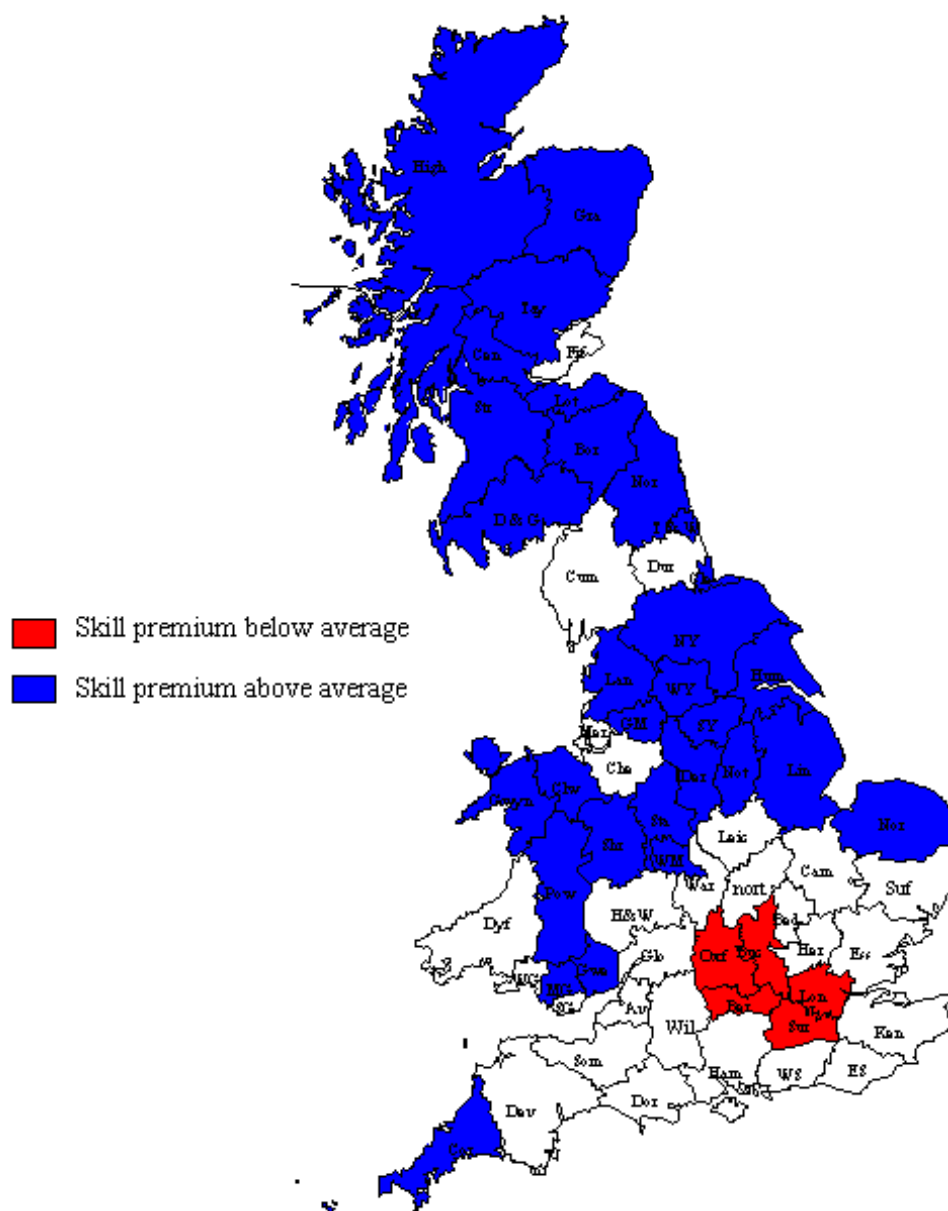 High
Gra
Tay
Fif
Cen
Lot
Str
Bor
Nor
D & G
T & W
Dur
Cum
Skill premium below average
NY
Skill premium above average
Lan
WY
Hum
GM
SY
Mer
Che
Der
Not
Lin
Gwyn
Clw
Shr
Sta
Nor
Leic
WM
War
nort
Cam
Suf
Pow
H&W
Bed
Dyf
Oxf
Buc
Her
Ess
Glo
Gwe
WG
MG
SG
Av
Ber
Lon
Wil
Sur
Ken
Som
Ham
WS
ES
Dev
Dor
Cor